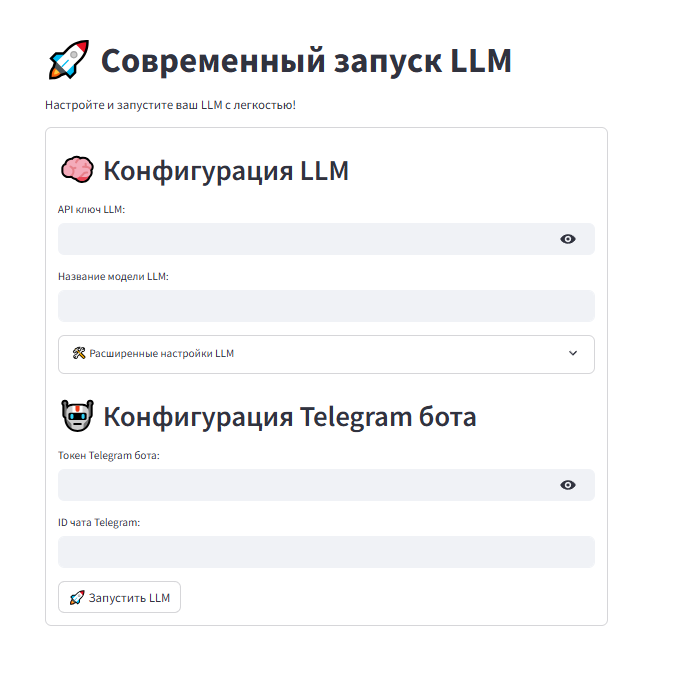 🚀 Современный запуск LLM
Настройте и запустите ваш LLM с легкостью!
🧠 Конфигурация LLM
API ключ LLM:
Название модели LLM:
🛠 Расширенные настройки LLM
🤖 Конфигурация Telegram бота
Токен Telegram бота:
ID чата Telegram:
🚀 Запустить LLM